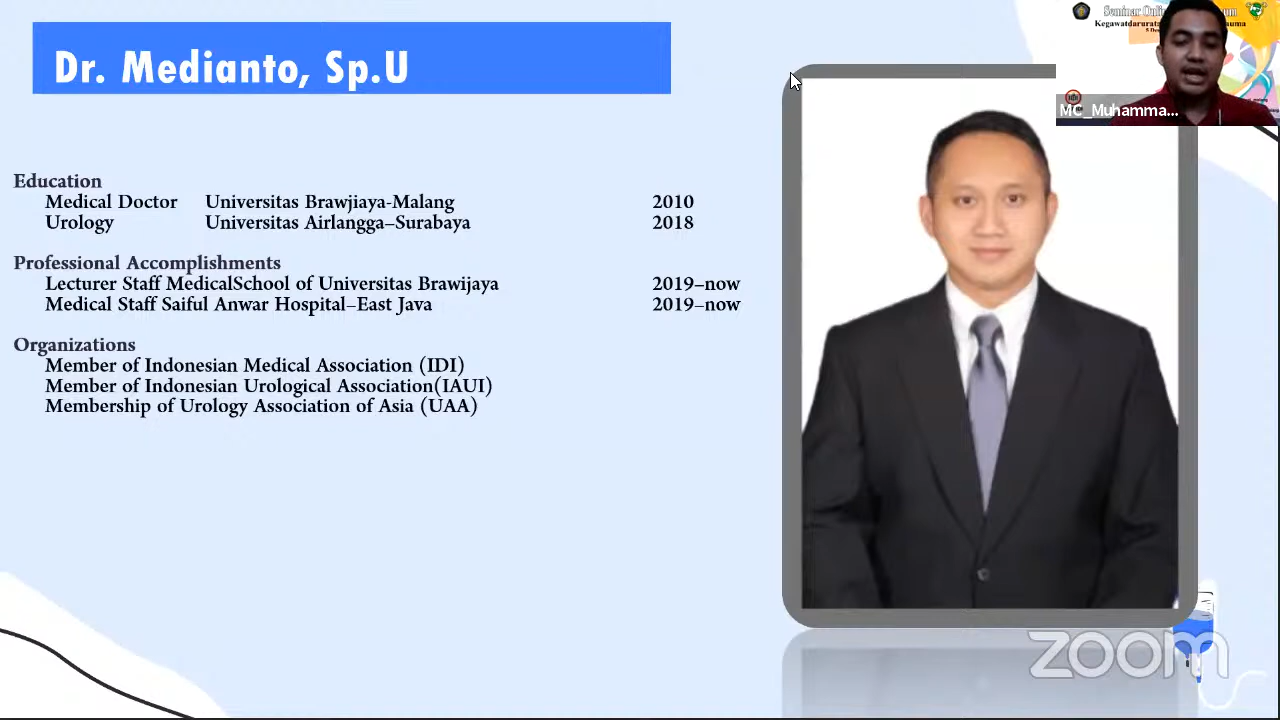 Dr. Medianto, Sp.U
Education
Medical Doctor Universitas Brawjiaya-Malang 2010
Urology Universitas Airlangga–Surabaya 2018
Professional Accomplishments
Lecturer Staff MedicalSchool of Universitas Brawijaya 2019–now
Medical Staff Saiful Anwar Hospital–East Java 2019–now
Organizations
Member of Indonesian Medical Association (IDI)
Member of Indonesian Urological Association(IAUI)
Membership of Urology Association of Asia (UAA)
Seminar
MC_Muhamma...
zoom